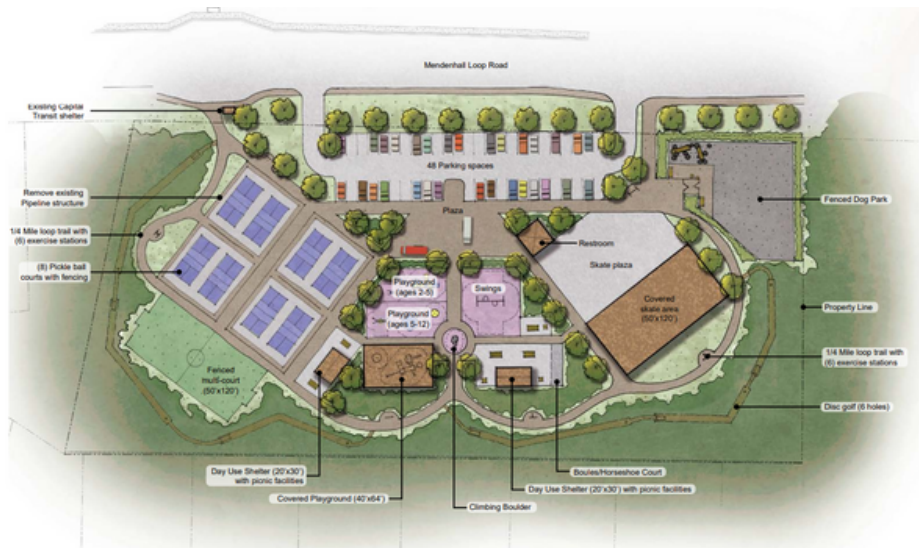 Mendenhall Loop Road
Existing Capital
Transit shelter
48 Parking spaces
Remove existing
Pipeline structure
Fenced Dog Park
Plaza
1/4 Mile loop trail with
(6) exercise stations
Restroom
Skate plaza
(8) Pickle ball
courts with fencing
Playground
(ages 2-5)
Swings
Covered
skate area
(50'x120')
Property Line
Playground
(ages 5-12)
1/4 Mile loop trail with
(6) exercise stations
Fenced
multi-court
(50'x120')
Disc golf (6 holes)
Day Use Shelter (20'x30')
with picnic facilities
Boules/Horseshoe Court
Day Use Shelter (20'x30') with picnic facilities
Covered Playground (40'x64')
Climbing Boulder